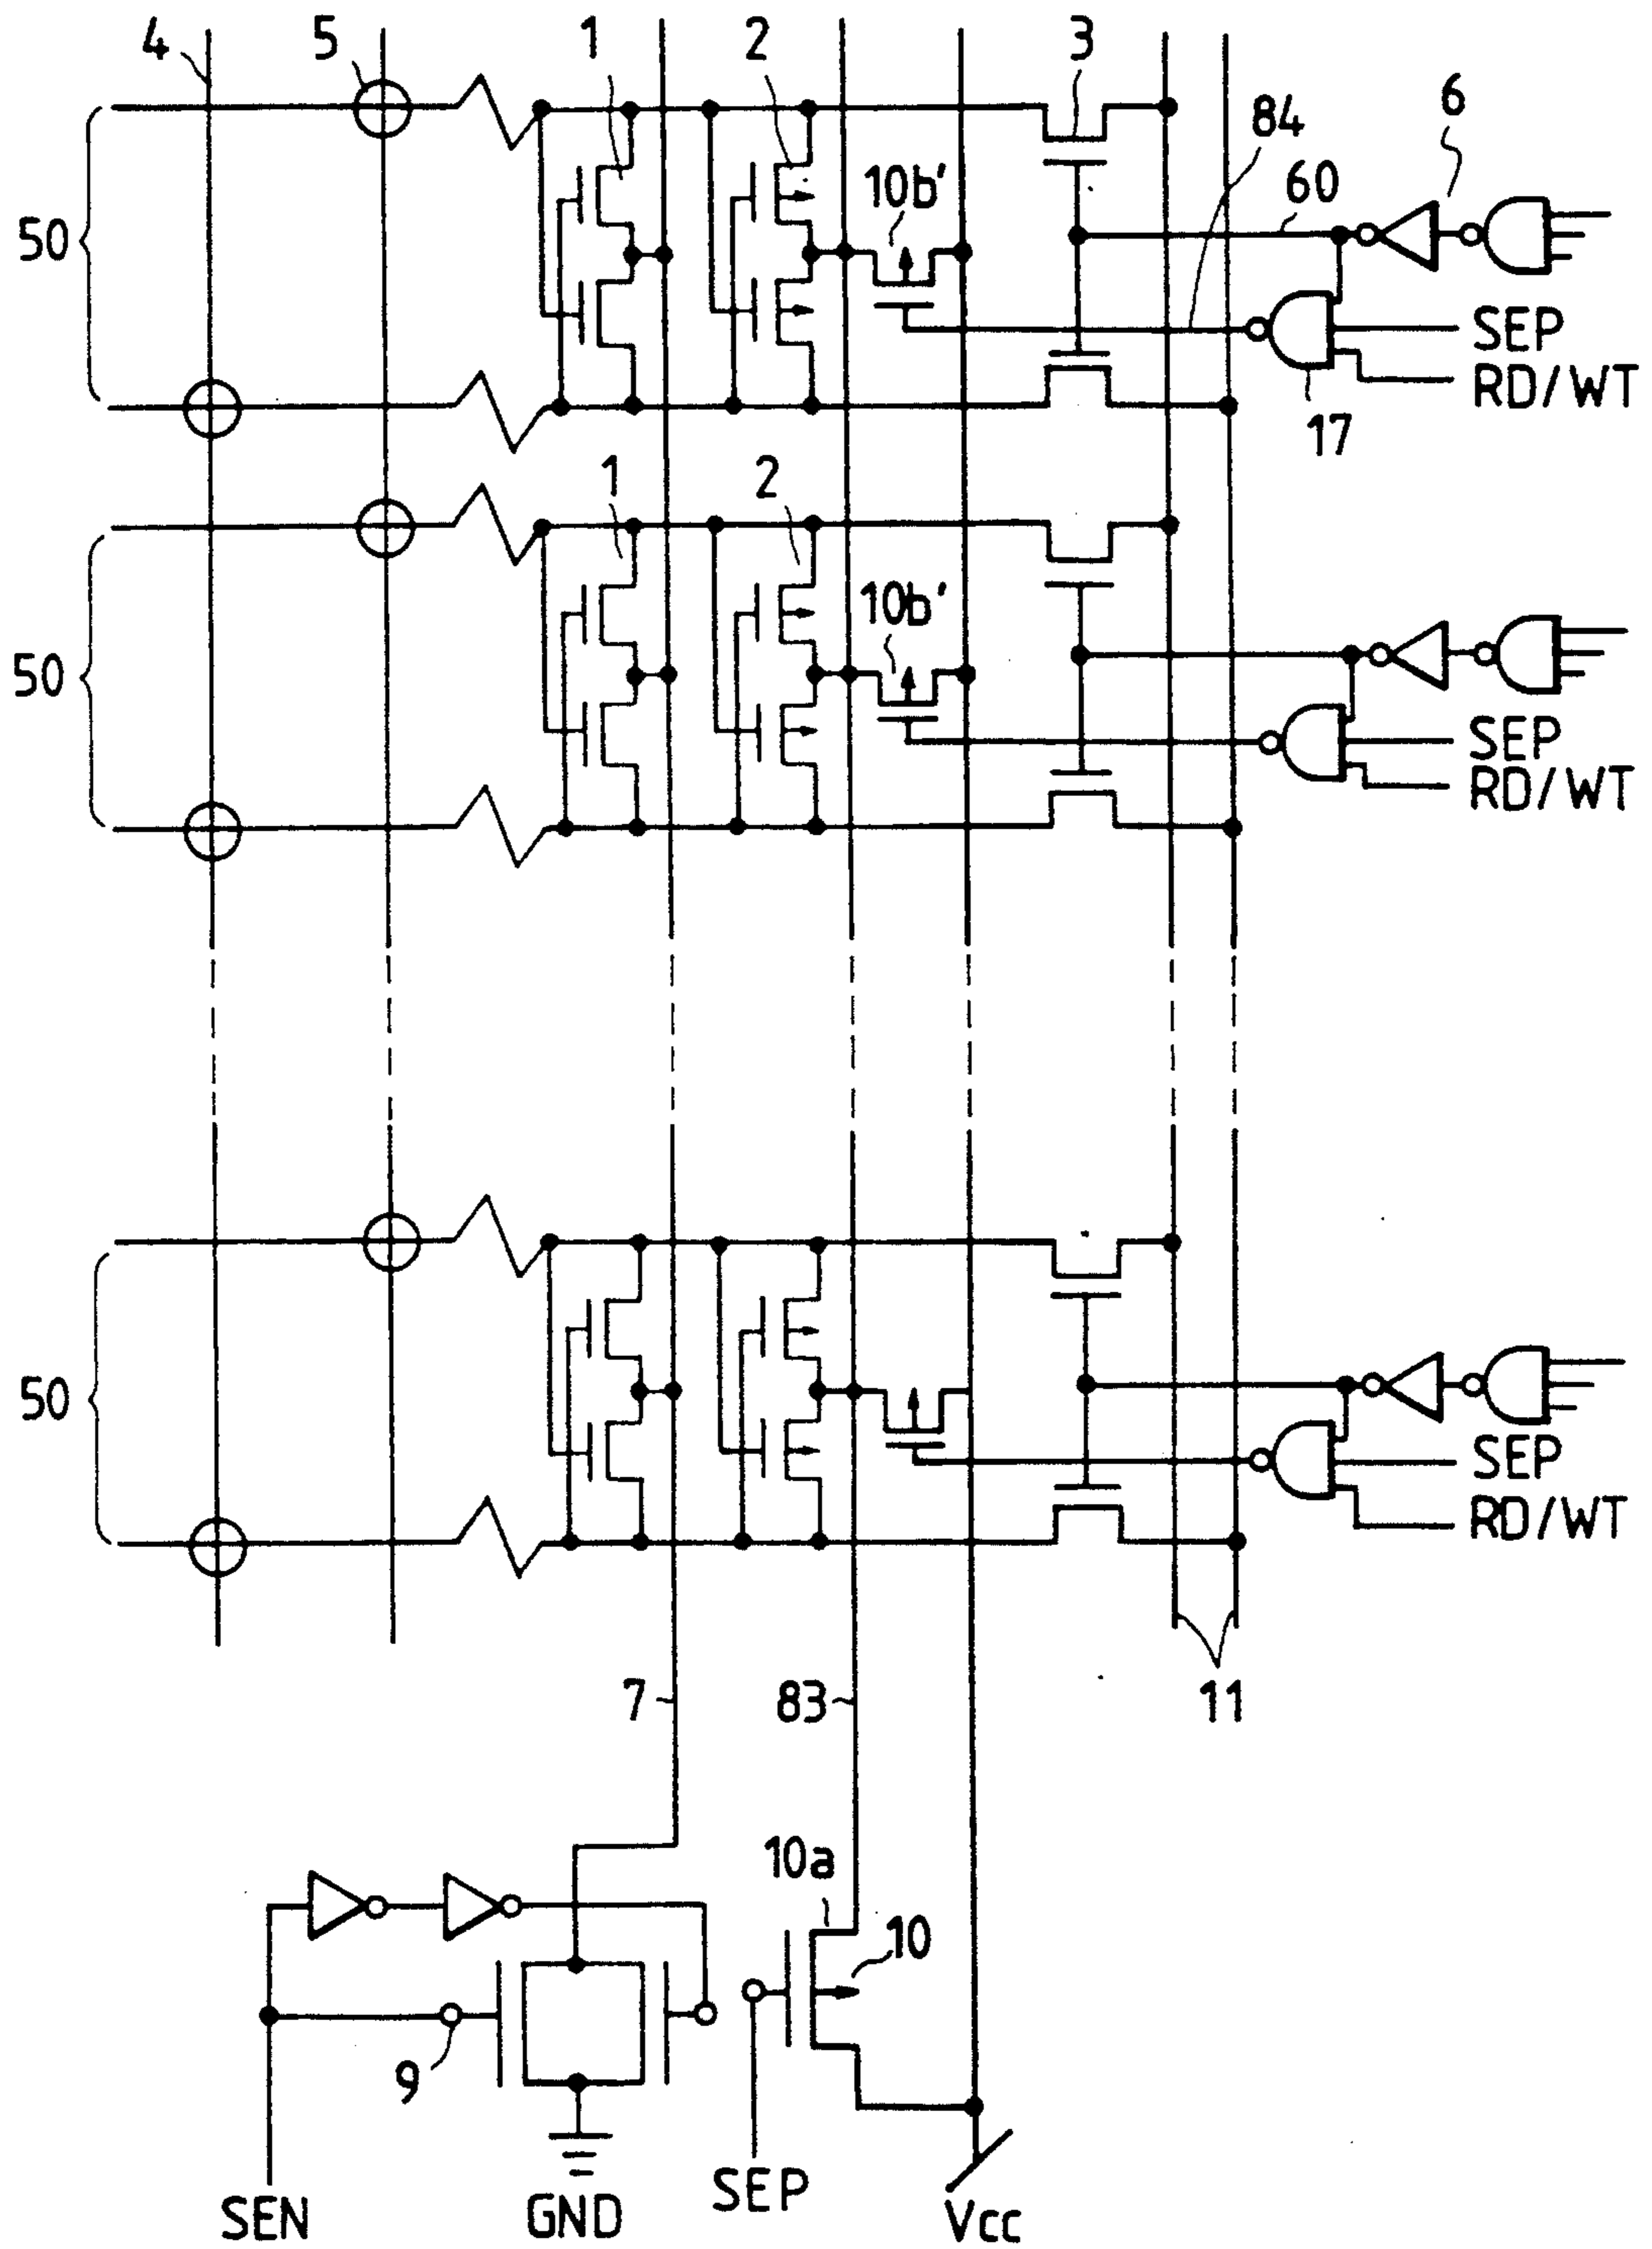 4 5 1 2 3 6
84
10b' 60
50
SEP
RD/WT
17
1 2
10b'
50
SEP
RD/WT
50
SEP
RD/WT
7 83 11
10a
10
9
SEN GND SEP Vcc